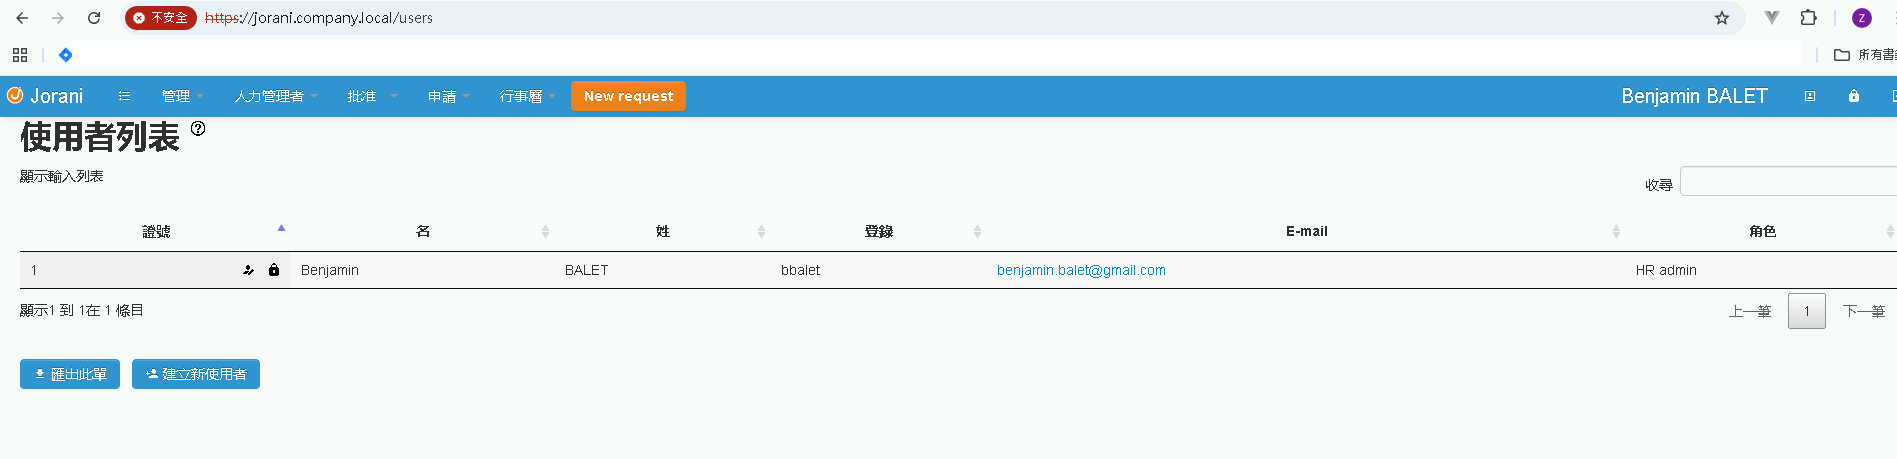 不安全 https://jorani.company.local/users Z
所有書
Jorani 管理 人力管理者 批准 申請 行事曆 New request Benjamin BALET
使用者列表
顯示輸入列表
收尋
證號 名 姓 登錄 E-mail 角色
1 Benjamin BALET bbalet benjamin.balet@gmail.com HR admin
顯示1 到 1在 1 條目 上一筆 1 下一筆
匯出此單 建立新使用者